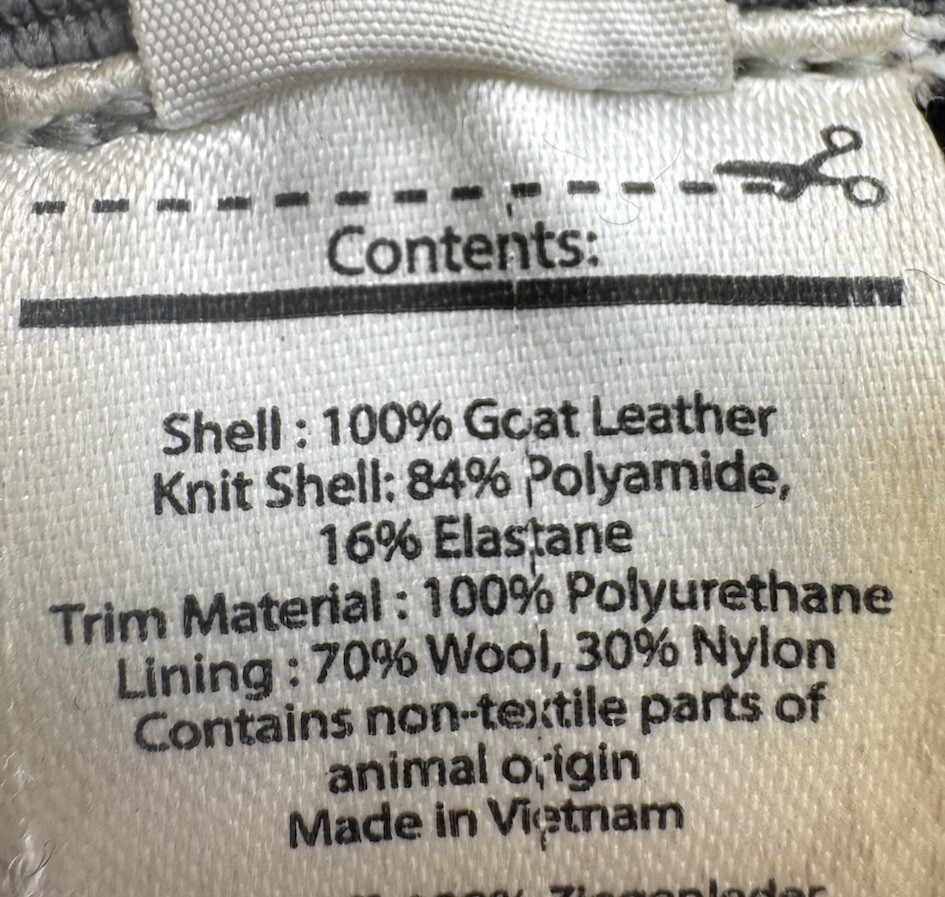 Contents:
Shell : 100% Goat Leather
Knit Shell: 84% Polyamide,
16% Elastane
Trim Material : 100% Polyurethane
Lining : 70% Wool, 30% Nylon
Contains non-textile parts of
animal origin
Made in Vietnam
Ziegenleder